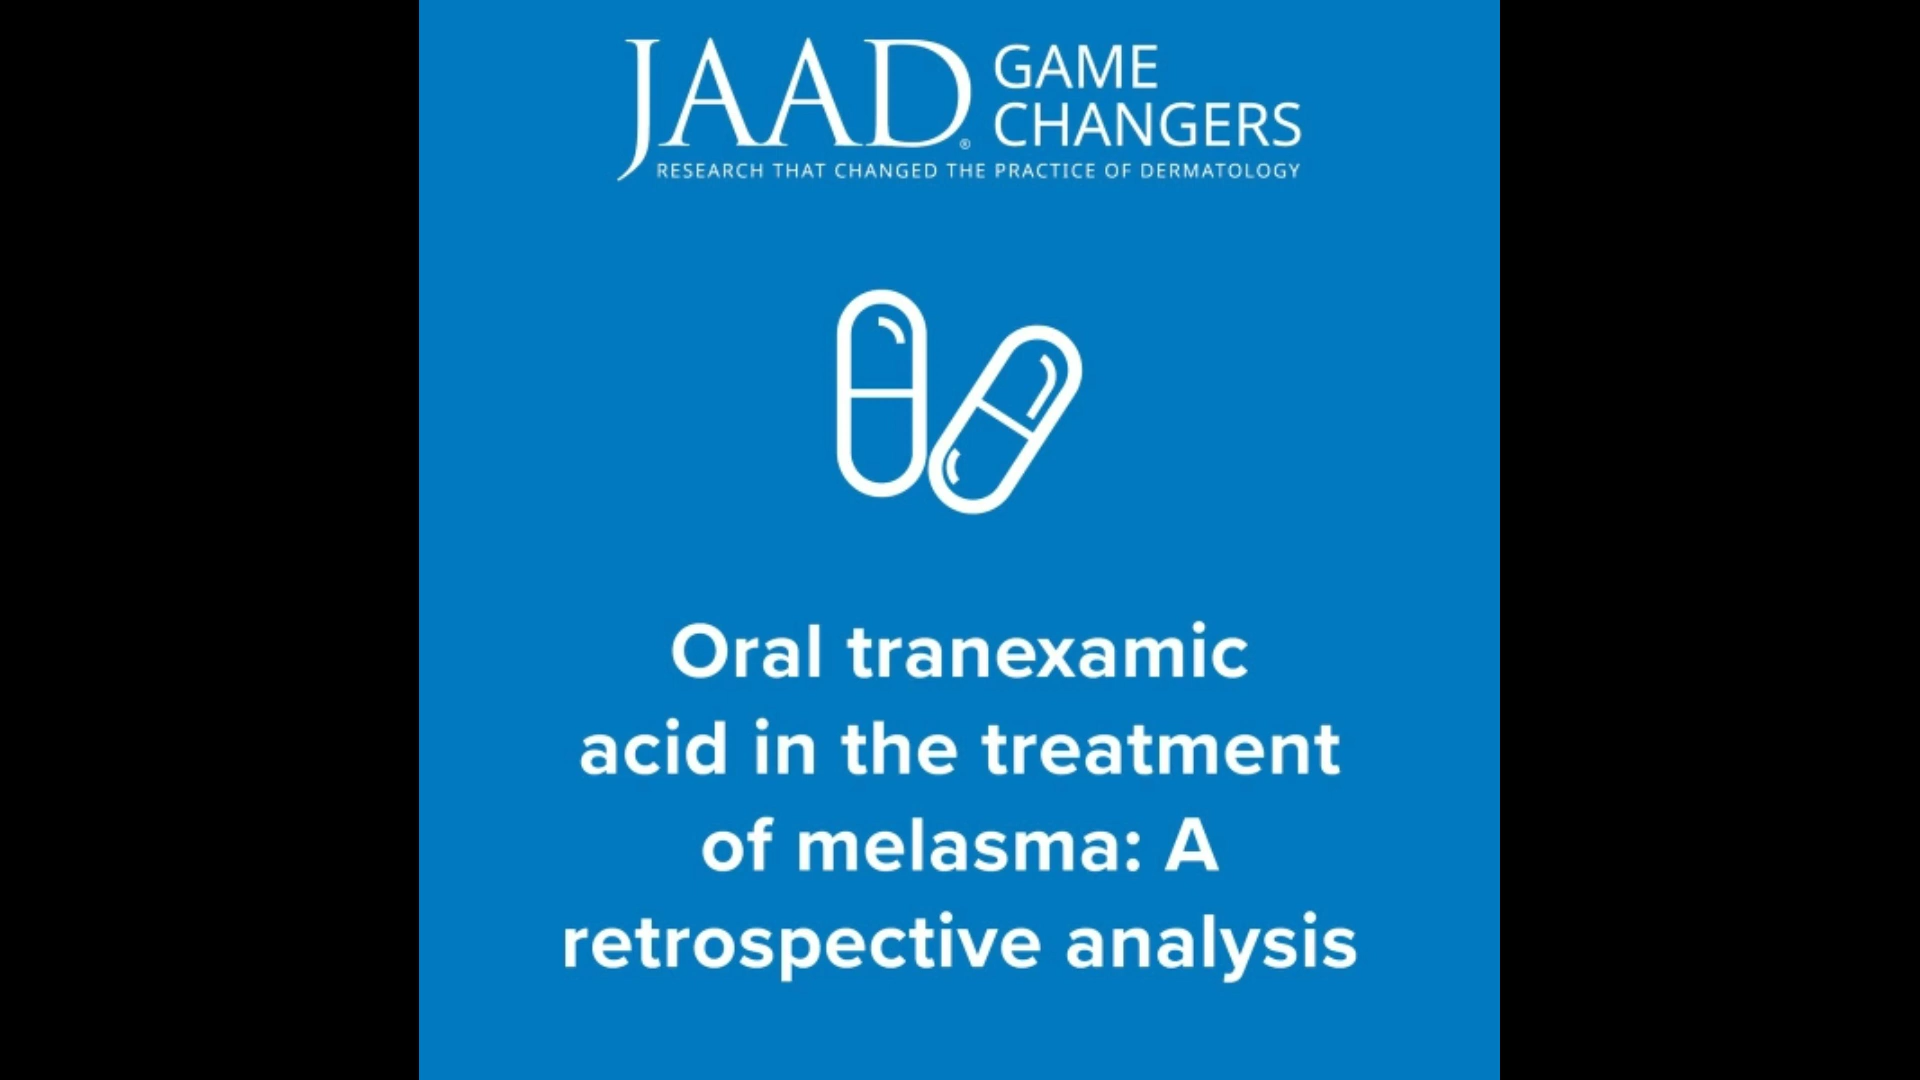 JAAD® GAME
CHANGERS
RESEARCH THAT CHANGED THE PRACTICE OF DERMATOLOGY
Oral tranexamic
acid in the treatment
of melasma: A
retrospective analysis